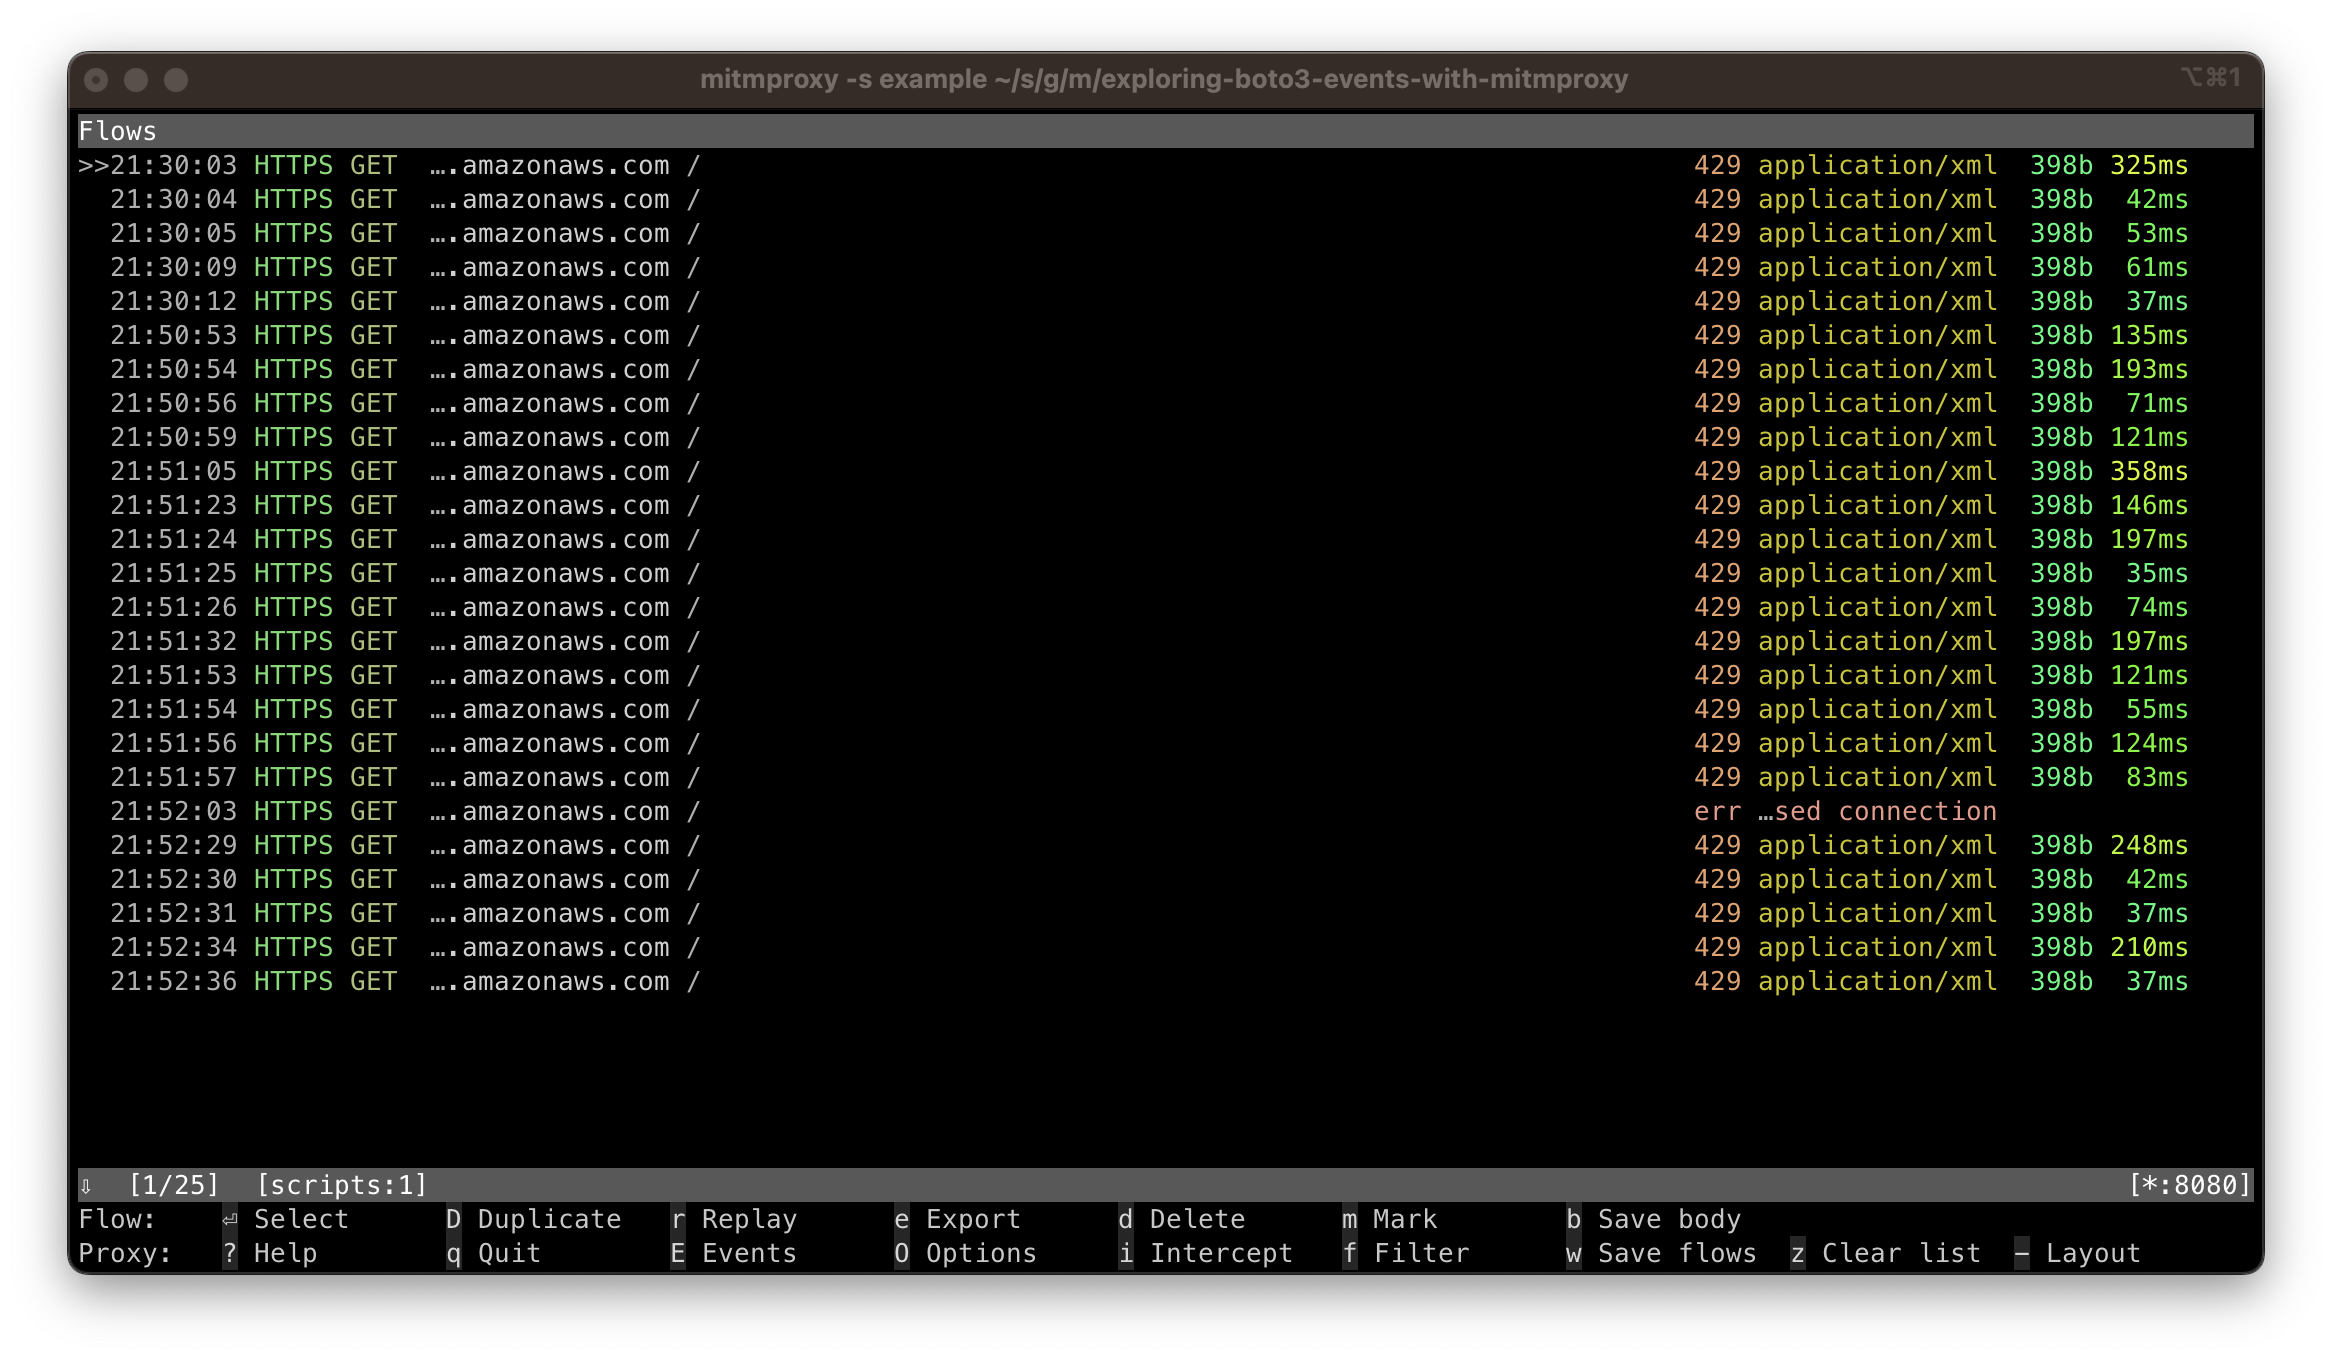 mitmproxy -s example ~/s/g/m/exploring-boto3-events-with-mitmproxy ⌥⌘1
Flows
>>21:30:03 HTTPS GET ….amazonaws.com / 429 application/xml 398b 325ms
21:30:04 HTTPS GET ….amazonaws.com / 429 application/xml 398b 42ms
21:30:05 HTTPS GET ….amazonaws.com / 429 application/xml 398b 53ms
21:30:09 HTTPS GET ….amazonaws.com / 429 application/xml 398b 61ms
21:30:12 HTTPS GET ….amazonaws.com / 429 application/xml 398b 37ms
21:50:53 HTTPS GET ….amazonaws.com / 429 application/xml 398b 135ms
21:50:54 HTTPS GET ….amazonaws.com / 429 application/xml 398b 193ms
21:50:56 HTTPS GET ….amazonaws.com / 429 application/xml 398b 71ms
21:50:59 HTTPS GET ….amazonaws.com / 429 application/xml 398b 121ms
21:51:05 HTTPS GET ….amazonaws.com / 429 application/xml 398b 358ms
21:51:23 HTTPS GET ….amazonaws.com / 429 application/xml 398b 146ms
21:51:24 HTTPS GET ….amazonaws.com / 429 application/xml 398b 197ms
21:51:25 HTTPS GET ….amazonaws.com / 429 application/xml 398b 35ms
21:51:26 HTTPS GET ….amazonaws.com / 429 application/xml 398b 74ms
21:51:32 HTTPS GET ….amazonaws.com / 429 application/xml 398b 197ms
21:51:53 HTTPS GET ….amazonaws.com / 429 application/xml 398b 121ms
21:51:54 HTTPS GET ….amazonaws.com / 429 application/xml 398b 55ms
21:51:56 HTTPS GET ….amazonaws.com / 429 application/xml 398b 124ms
21:51:57 HTTPS GET ….amazonaws.com / 429 application/xml 398b 83ms
21:52:03 HTTPS GET ….amazonaws.com / err …sed connection
21:52:29 HTTPS GET ….amazonaws.com / 429 application/xml 398b 248ms
21:52:30 HTTPS GET ….amazonaws.com / 429 application/xml 398b 42ms
21:52:31 HTTPS GET ….amazonaws.com / 429 application/xml 398b 37ms
21:52:34 HTTPS GET ….amazonaws.com / 429 application/xml 398b 210ms
21:52:36 HTTPS GET ….amazonaws.com / 429 application/xml 398b 37ms
⇩ [1/25] [scripts:1] [*:8080]
Flow: ⏎ Select D Duplicate r Replay e Export d Delete m Mark b Save body
Proxy: ? Help q Quit E Events O Options i Intercept f Filter w Save flows z Clear list – Layout